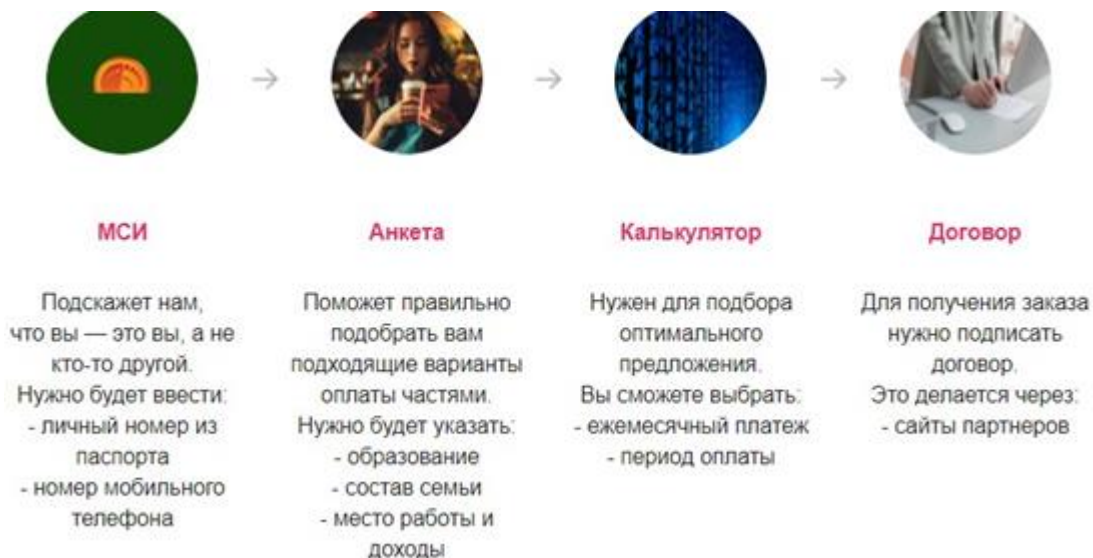 МСИ
Подскажет нам,
что вы — это вы, а не
кто-то другой.
Нужно будет ввести:
- личный номер из
паспорта
- номер мобильного
телефона
Анкета
Поможет правильно
подобрать вам
подходящие варианты
оплаты частями.
Нужно будет указать:
- образование
- состав семьи
- место работы и
доходы
Калькулятор
Нужен для подбора
оптимального
предложения.
Вы сможете выбрать:
- ежемесячный платеж
- период оплаты
Договор
Для получения заказа
нужно подписать
договор.
Это делается через:
- сайты партнеров